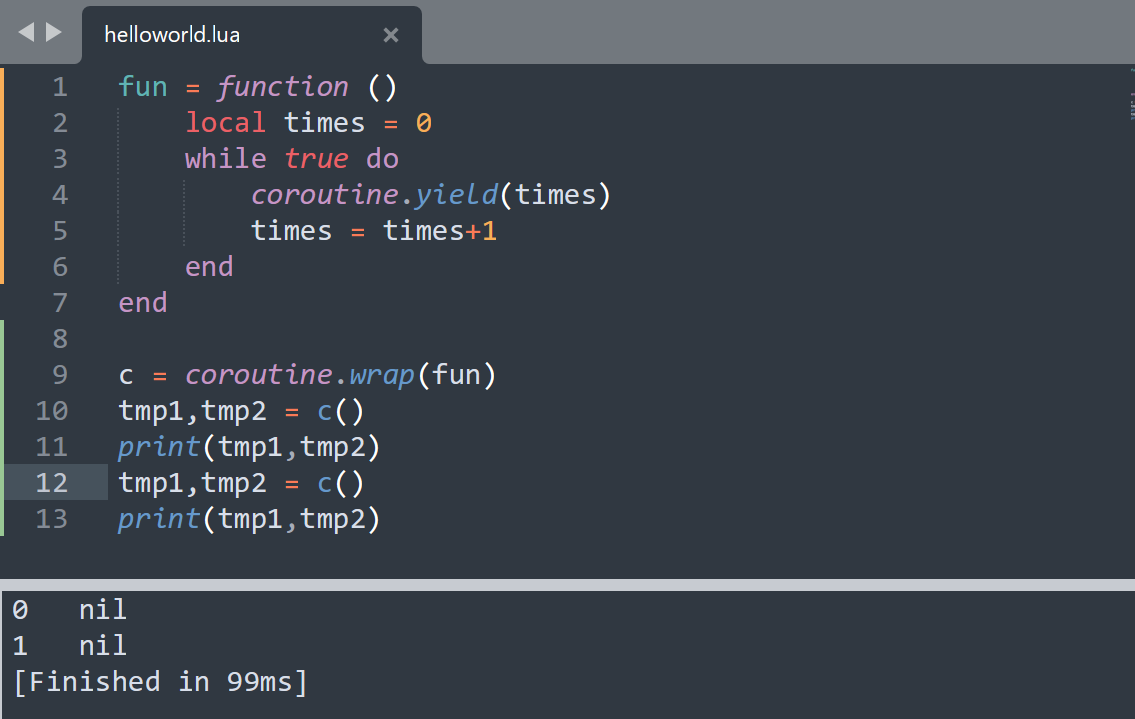 helloworld.lua
1 fun = function ()
2     local times = 0
3     while true do
4         coroutine.yield(times)
5         times = times+1
6     end
7 end
8
9 c = coroutine.wrap(fun)
10 tmp1,tmp2 = c()
11 print(tmp1,tmp2)
12 tmp1,tmp2 = c()
13 print(tmp1,tmp2)
0   nil
1   nil
[Finished in 99ms]